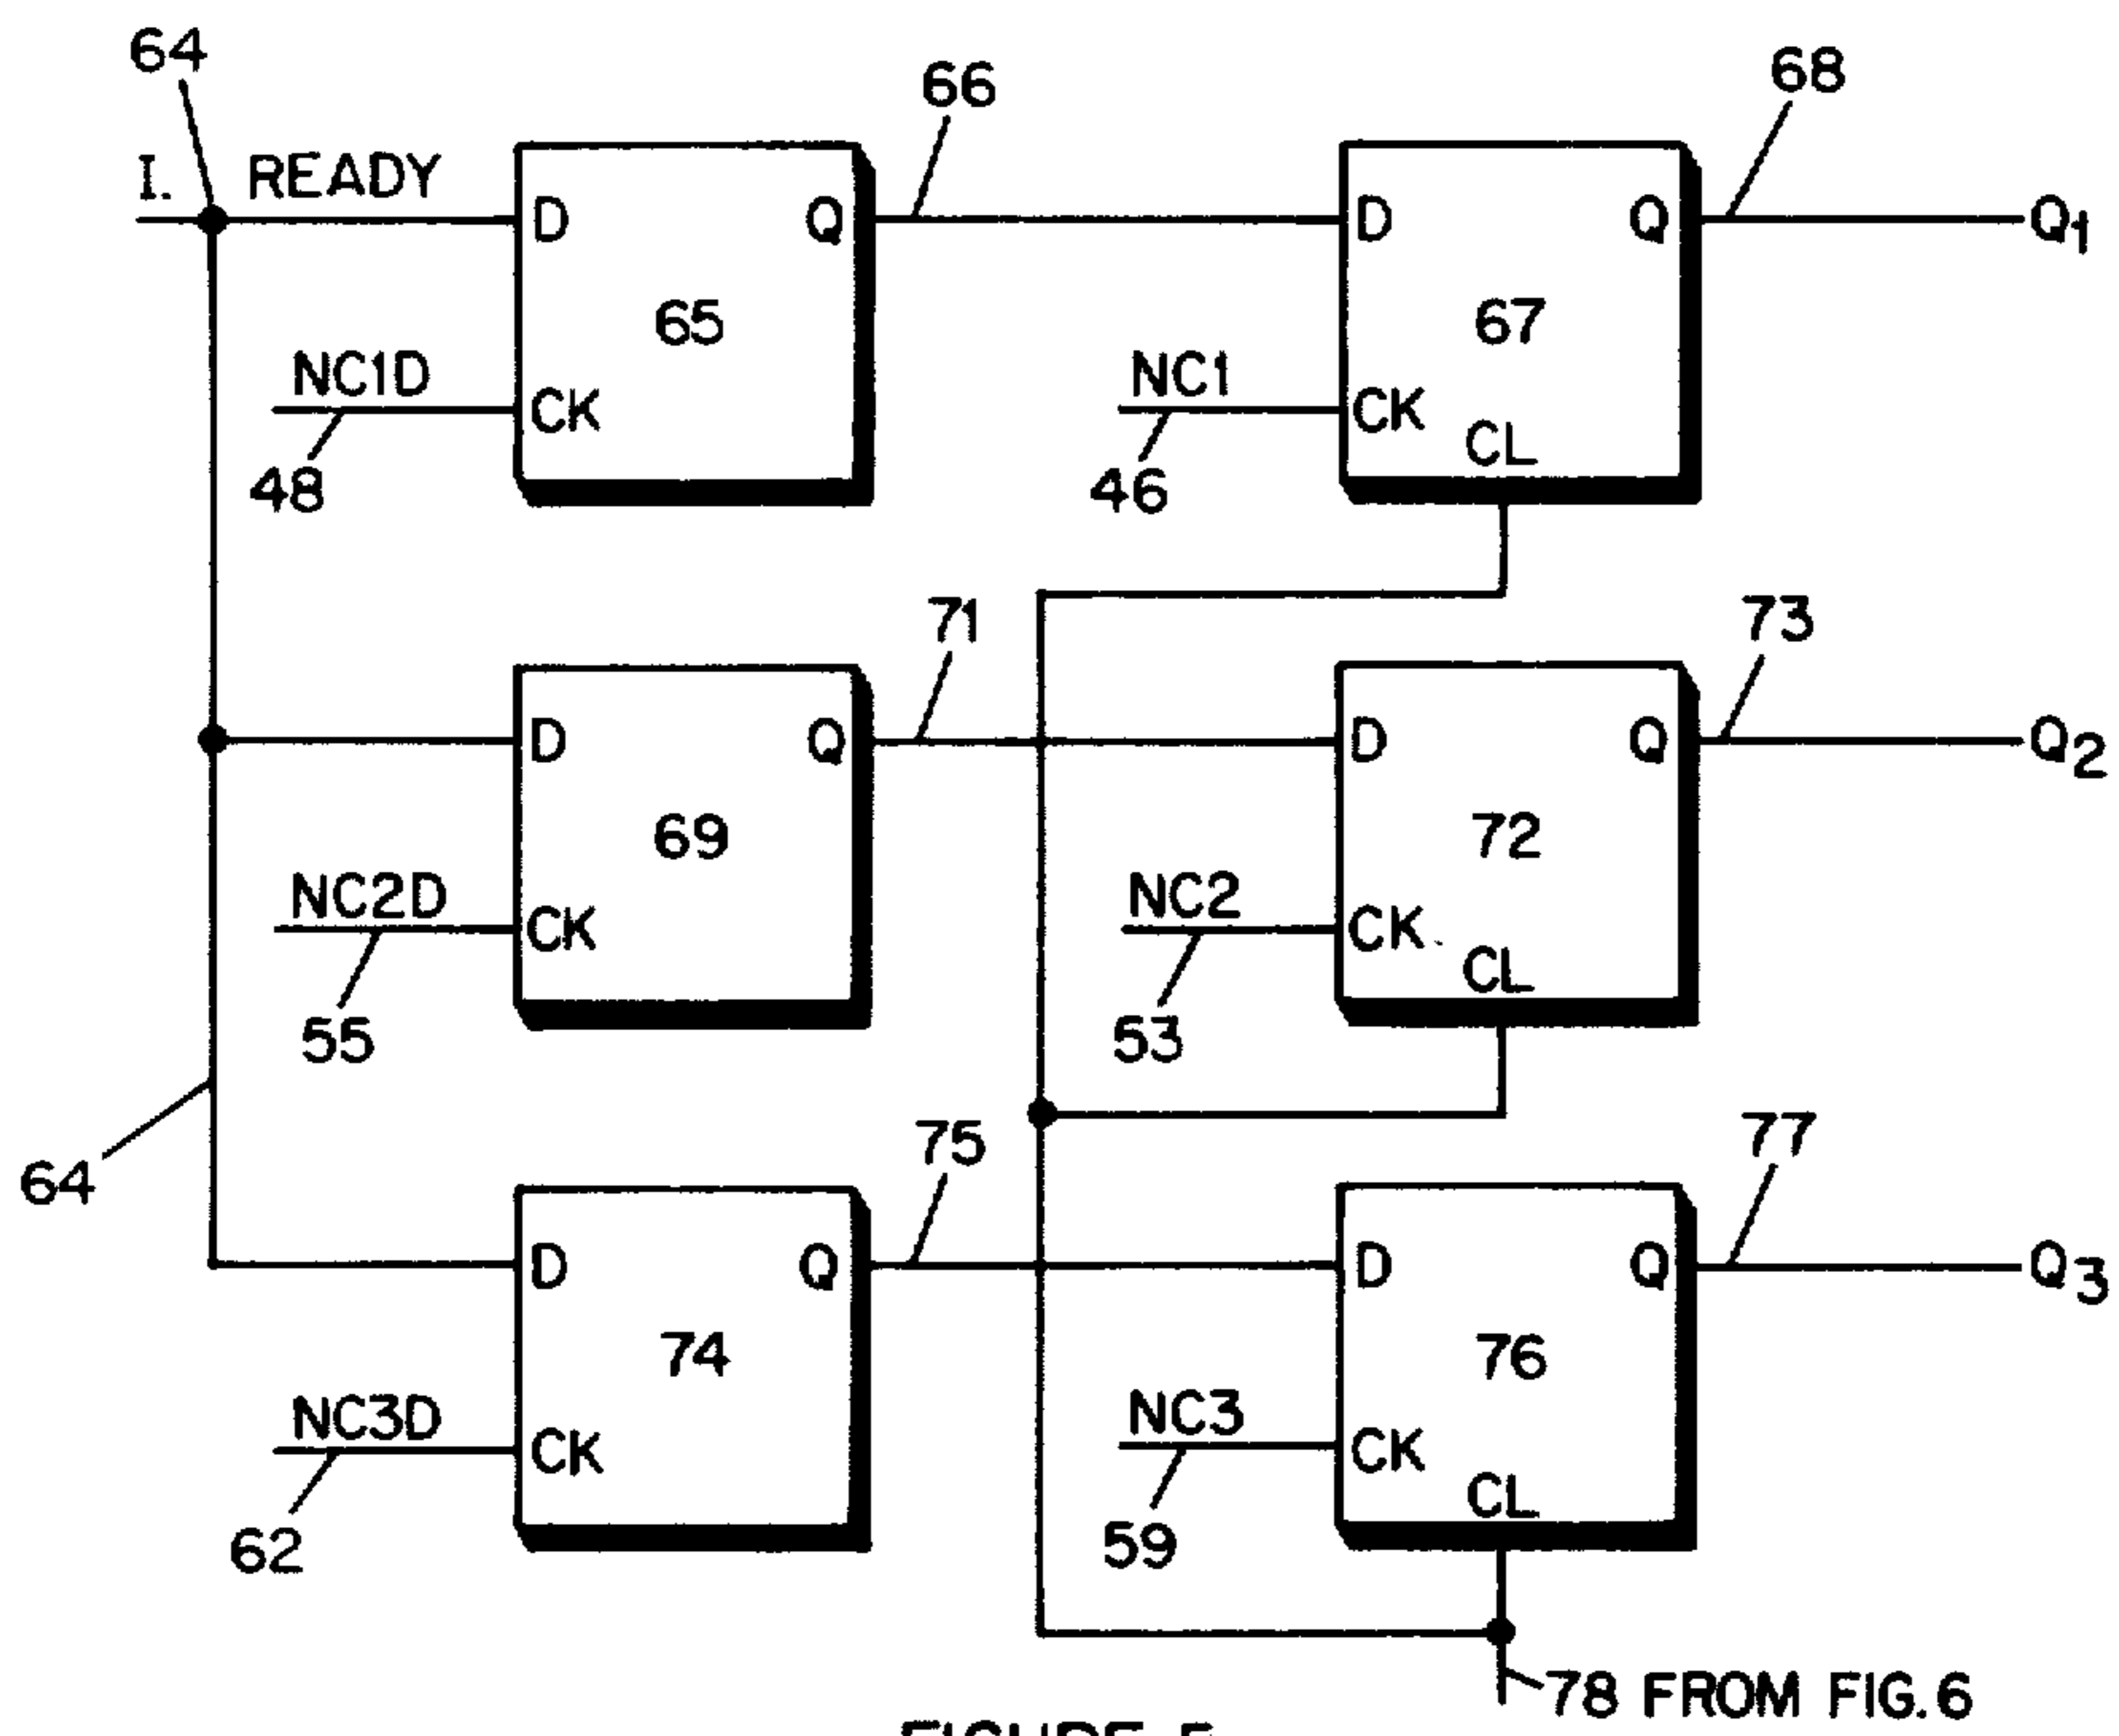 64
66
68
I. READY
D
Q
D
Q
Q1
65
67
NC1D
CK
NC1
CK
CL
48
46
71
73
D
Q
D
Q
Q2
69
72
NC2D
CK
NC2
CK
CL
55
53
64
75
77
D
Q
D
Q
Q3
74
76
NC3D
CK
NC3
CK
CL
62
59
78 FROM FIG. 6